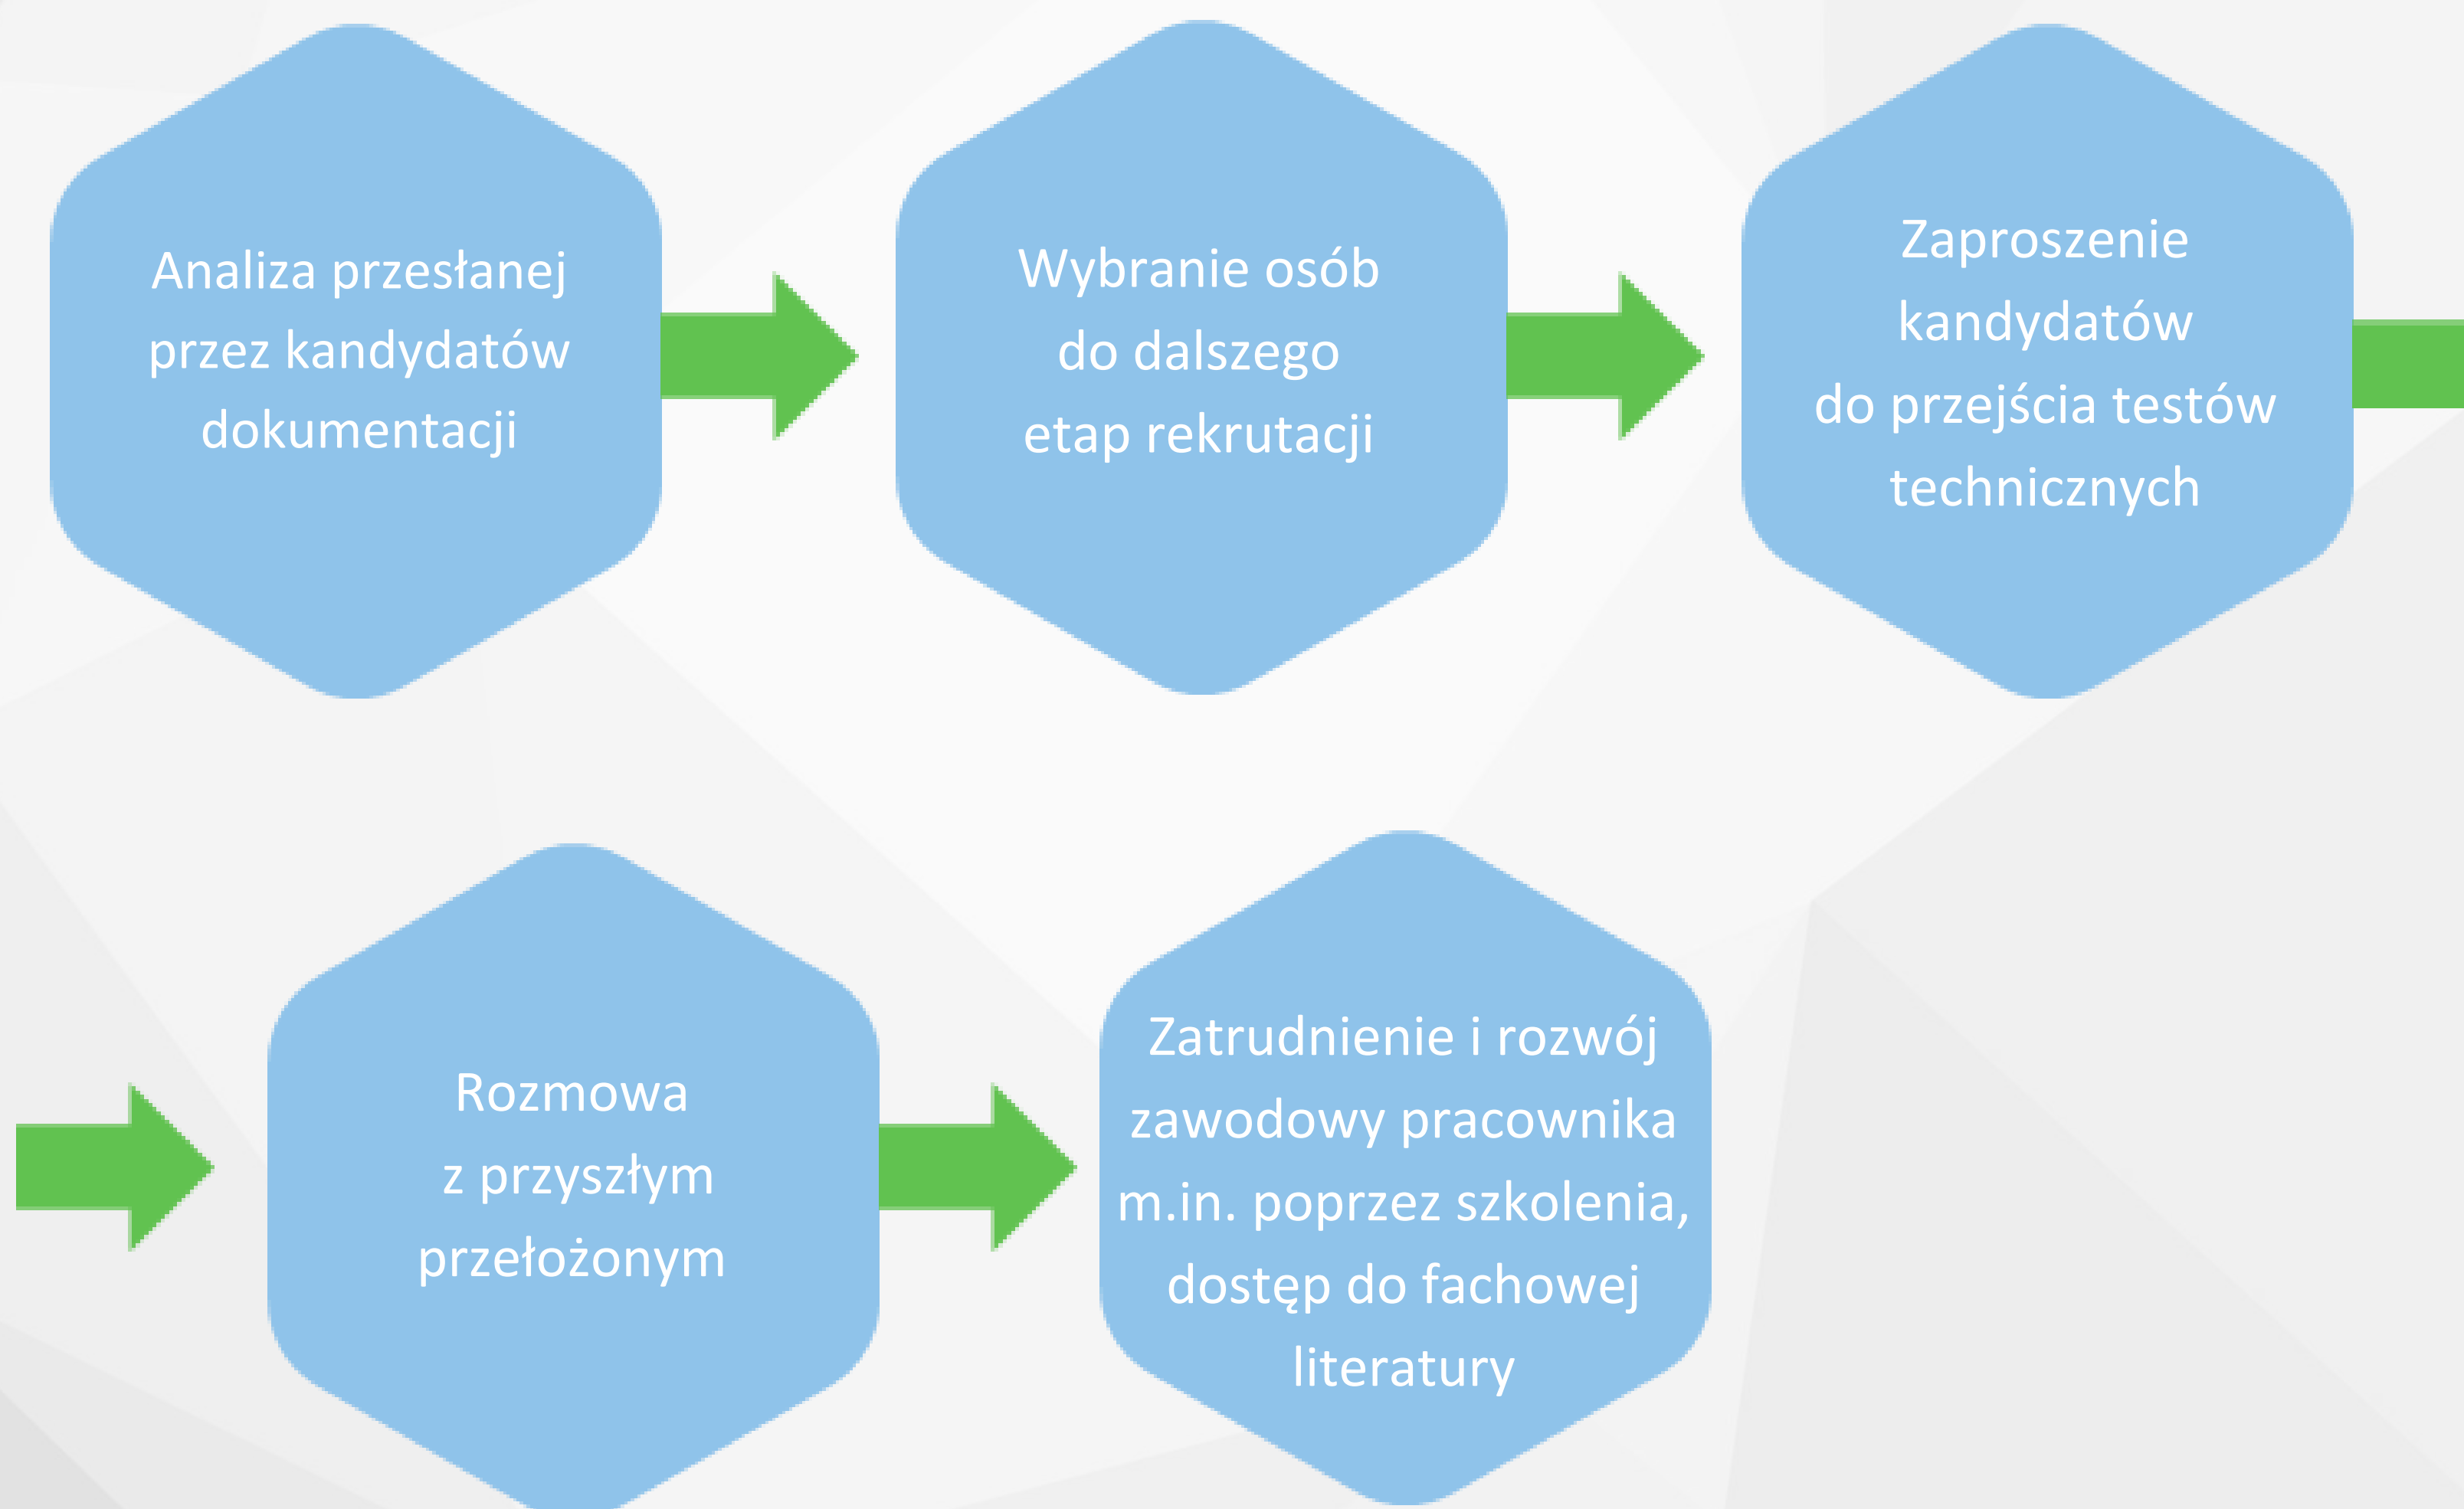 Analiza przesłanej
przez kandydatów
dokumentacji
Wybranie osób
do dalszego
etap rekrutacji
Zaproszenie
kandydatów
do przejścia testów
technicznych
Rozmowa
z przyszłym
przełożonym
Zatrudnienie i rozwój
zawodowy pracownika
m.in. poprzez szkolenia,
dostęp do fachowej
literatury